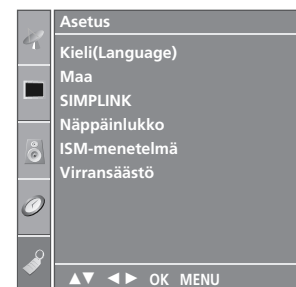 Asetus
Kieli(Language)
Maa
SIMPLINK
Näppäinlukko
ISM-menetelmä
Virransäästö
▲▼ ◄► OK MENU